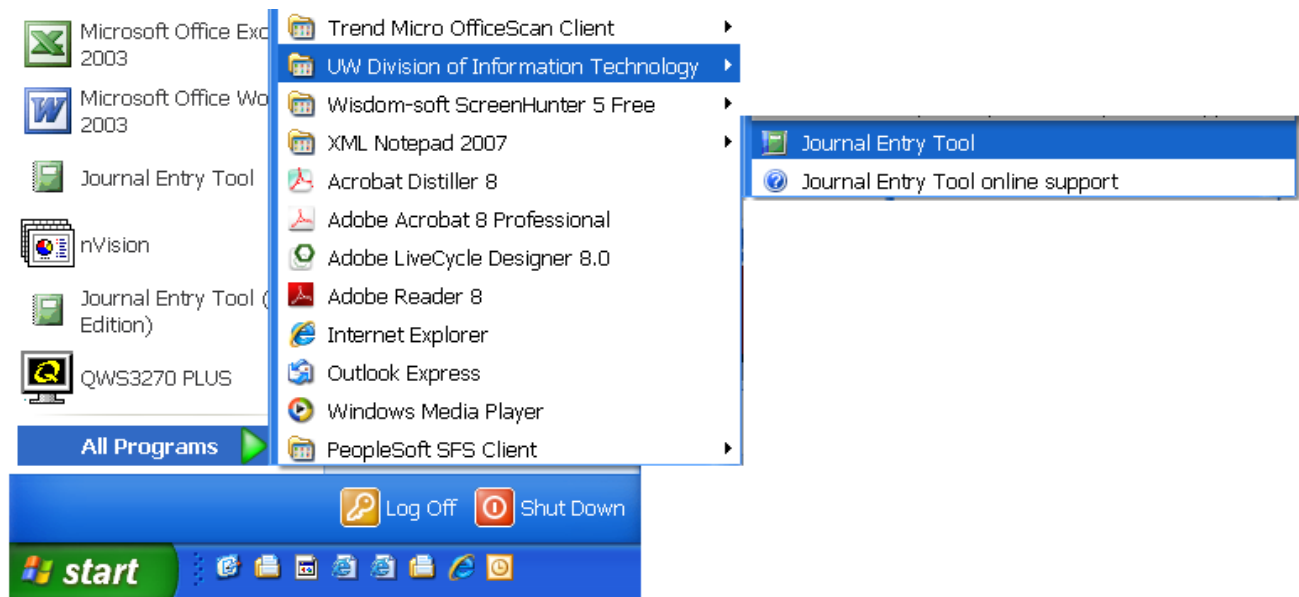 Microsoft Office Exc
2003
Microsoft Office Wo
2003
Journal Entry Tool
nVision
Journal Entry Tool (
Edition)
QWS3270 PLUS
All Programs
Trend Micro OfficeScan Client
UW Division of Information Technology
Wisdom-soft ScreenHunter 5 Free
XML Notepad 2007
Acrobat Distiller 8
Adobe Acrobat 8 Professional
Adobe LiveCycle Designer 8.0
Adobe Reader 8
Internet Explorer
Outlook Express
Windows Media Player
PeopleSoft SFS Client
Journal Entry Tool
Journal Entry Tool online support
Log Off
Shut Down
start